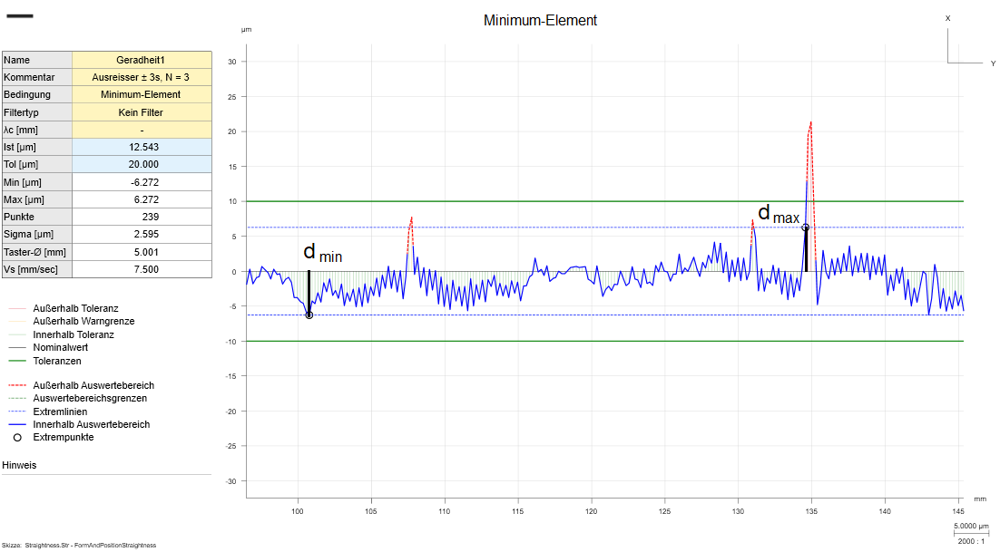 Minimum-Element
Name Geradheit1
Kommentar Ausreisser ± 3s, N = 3
Bedingung Minimum-Element
Filtertyp Kein Filter
λc [mm] -
Ist [µm] 12.543
Tol [µm] 20.000
Min [µm] -6.272
Max [µm] 6.272
Punkte 239
Sigma [µm] 2.595
Taster-Ø [mm] 5.001
Vs [mm/sec] 7.500
Außerhalb Toleranz
Außerhalb Warngrenze
Innerhalb Toleranz
Nominalwert
Toleranzen
Außerhalb Auswertebereich
Auswertebereichsgrenzen
Extremlinien
Innerhalb Auswertebereich
Extrempunkte
Hinweis
Skizze: Straightness.Str - FormAndPositionStraightness
µm
30
25
20
15
10
5
0
-5
-10
-15
-20
-25
-30
d min
d max
100 105 110 115 120 125 130 135 140 145
mm
X
Y
5.0000 µm
2000 : 1